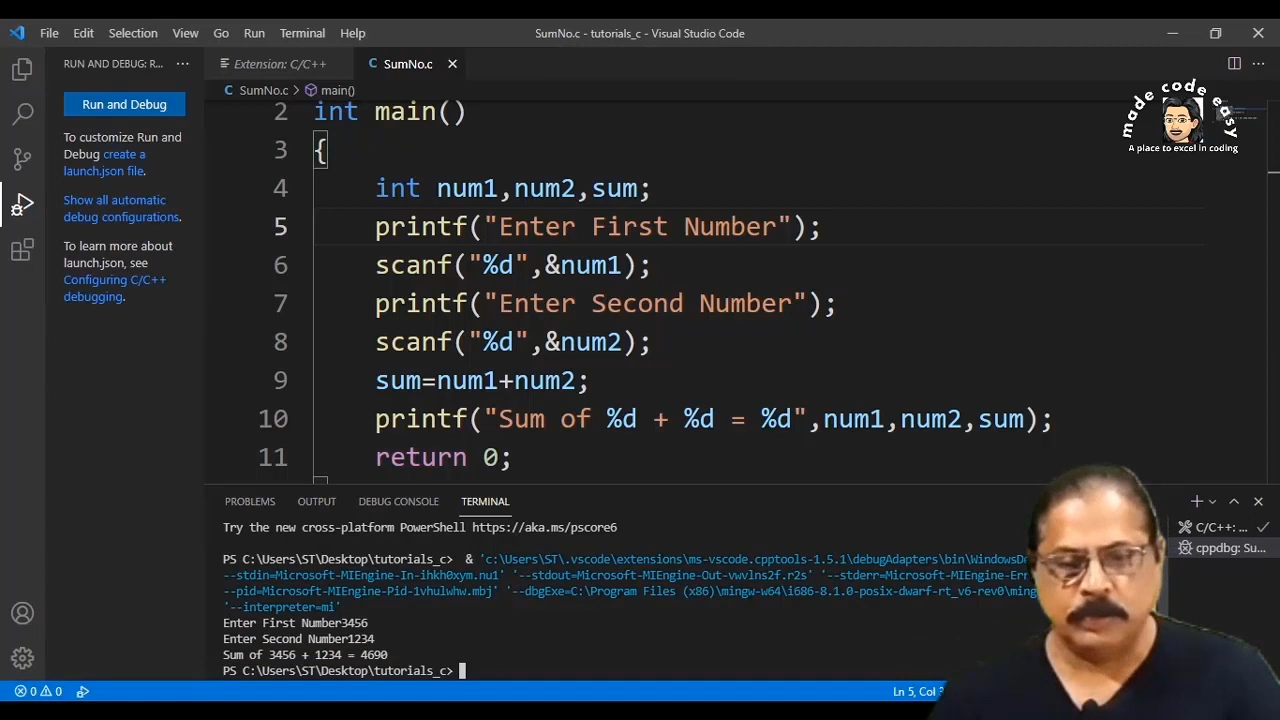 File Edit Selection View Go Run Terminal Help
SumNo.c - tutorials_c - Visual Studio Code
RUN AND DEBUG: R... ···
Extension: C/C++
C SumNo.c
C SumNo.c > main()
Run and Debug
To customize Run and
Debug create a
launch.json file.
Show all automatic
debug configurations.
To learn more about
launch.json, see
Configuring C/C++
debugging.
made code easy
A place to excel in coding
2 int main()
3 {
4 int num1,num2,sum;
5 printf("Enter First Number");
6 scanf("%d",&num1);
7 printf("Enter Second Number");
8 scanf("%d",&num2);
9 sum=num1+num2;
10 printf("Sum of %d + %d = %d",num1,num2,sum);
11 return 0;
PROBLEMS OUTPUT DEBUG CONSOLE TERMINAL
C/C++: ...
cppdbg: Su...
Try the new cross-platform PowerShell https://aka.ms/pscore6
PS C:\Users\ST\Desktop\tutorials_c> & 'c:\Users\ST\.vscode\extensions\ms-vscode.cpptools-1.5.1\debugAdapters\bin\WindowsDe
--stdin=Microsoft-MIEngine-In-ihkh0xym.nu1' '--stdout=Microsoft-MIEngine-Out-vwvlns2f.r2s' '--stderr=Microsoft-MIEngine-Err
--pid=Microsoft-MIEngine-Pid-1vhulwhw.mbj' '--dbgExe=C:\Program Files (x86)\mingw-w64\i686-8.1.0-posix-dwarf-rt_v6-rev0\ming
'--interpreter=mi'
Enter First Number3456
Enter Second Number1234
Sum of 3456 + 1234 = 4690
PS C:\Users\ST\Desktop\tutorials_c>
0 0
Ln 5, Col